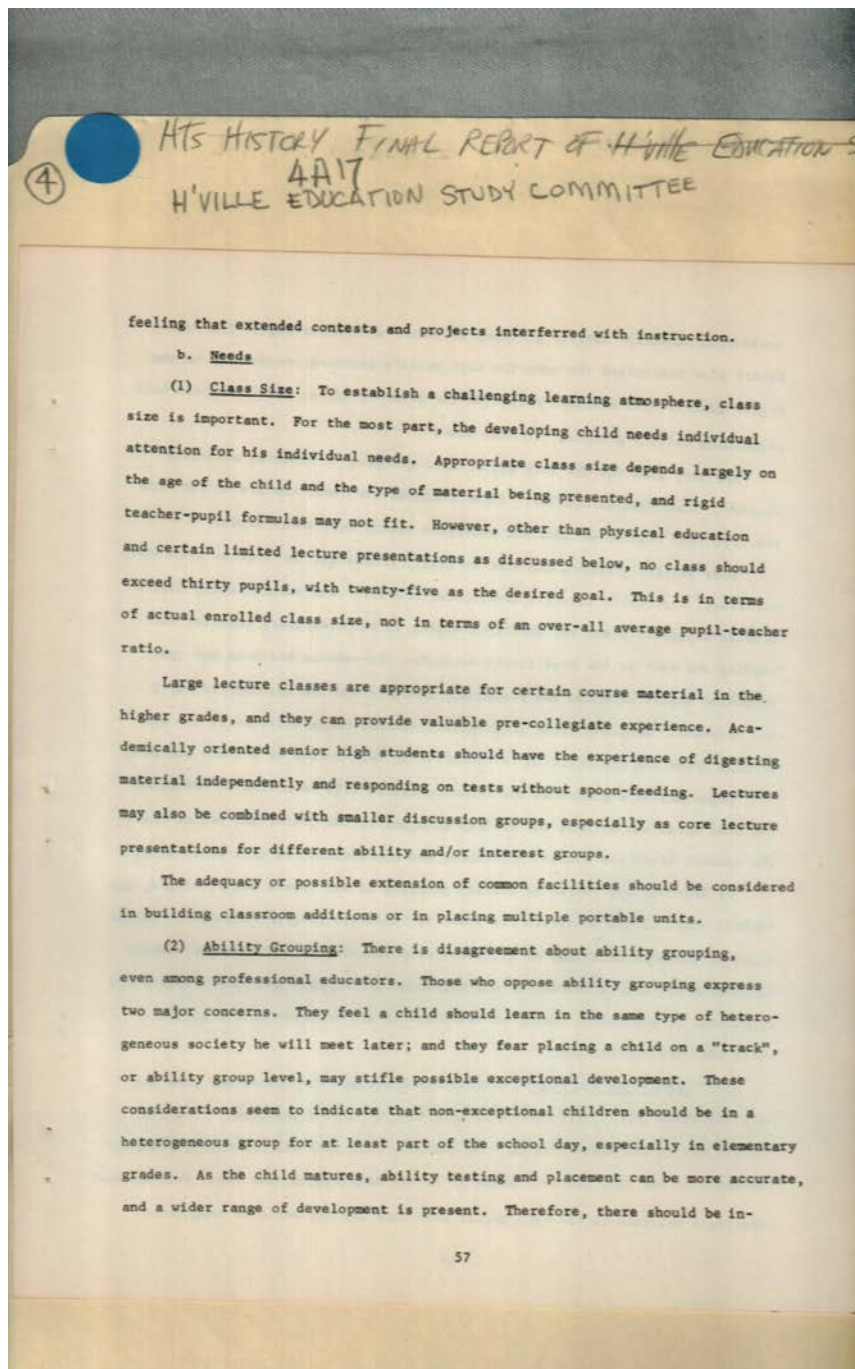 HTs HISTORY FINAL REPORT OF H'ville EDUCATION S
4
4A17
H'VILLE EDUCATION STUDY COMMITTEE
feeling that extended contests and projects interferred with instruction.
b. Needs
(1) Class Size: To establish a challenging learning atmosphere, class
size is important. For the most part, the developing child needs individual
attention for his individual needs. Appropriate class size depends largely on
the age of the child and the type of material being presented, and rigid
teacher-pupil formulas may not fit. However, other than physical education
and certain limited lecture presentations as discussed below, no class should
exceed thirty pupils, with twenty-five as the desired goal. This is in terms
of actual enrolled class size, not in terms of an over-all average pupil-teacher
ratio.
Large lecture classes are appropriate for certain course material in the
higher grades, and they can provide valuable pre-collegiate experience. Aca-
demically oriented senior high students should have the experience of digesting
material independently and responding on tests without spoon-feeding. Lectures
may also be combined with smaller discussion groups, especially as core lecture
presentations for different ability and/or interest groups.
The adequacy or possible extension of common facilities should be considered
in building classroom additions or in placing multiple portable units.
(2) Ability Grouping: There is disagreement about ability grouping,
even among professional educators. Those who oppose ability grouping express
two major concerns. They feel a child should learn in the same type of hetero-
geneous society he will meet later; and they fear placing a child on a "track",
or ability group level, may stifle possible exceptional development. These
considerations seem to indicate that non-exceptional children should be in a
heterogeneous group for at least part of the school day, especially in elementary
grades. As the child matures, ability testing and placement can be more accurate,
and a wider range of development is present. Therefore, there should be in-
57